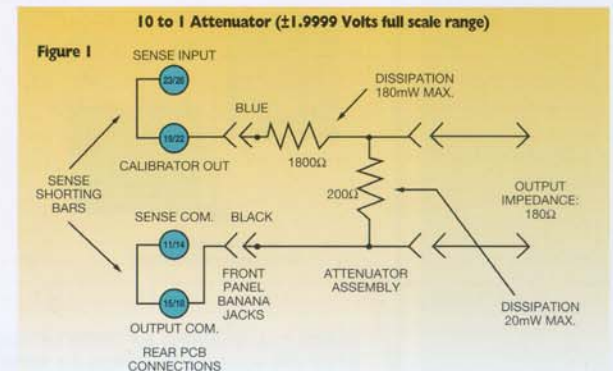 10 to 1 Attenuator (±1.9999 Volts full scale range)
Figure 1
SENSE INPUT
23/26
DISSIPATION
180mW MAX.
BLUE
19/22
1800Ω
CALIBRATOR OUT
SENSE
SHORTING
BARS
200Ω
OUTPUT
IMPEDANCE:
180Ω
SENSE COM.
BLACK
11/14
FRONT
PANEL
BANANA
JACKS
ATTENUATOR
ASSEMBLY
15/18
OUTPUT COM.
DISSIPATION
20mW MAX.
REAR PCB
CONNECTIONS